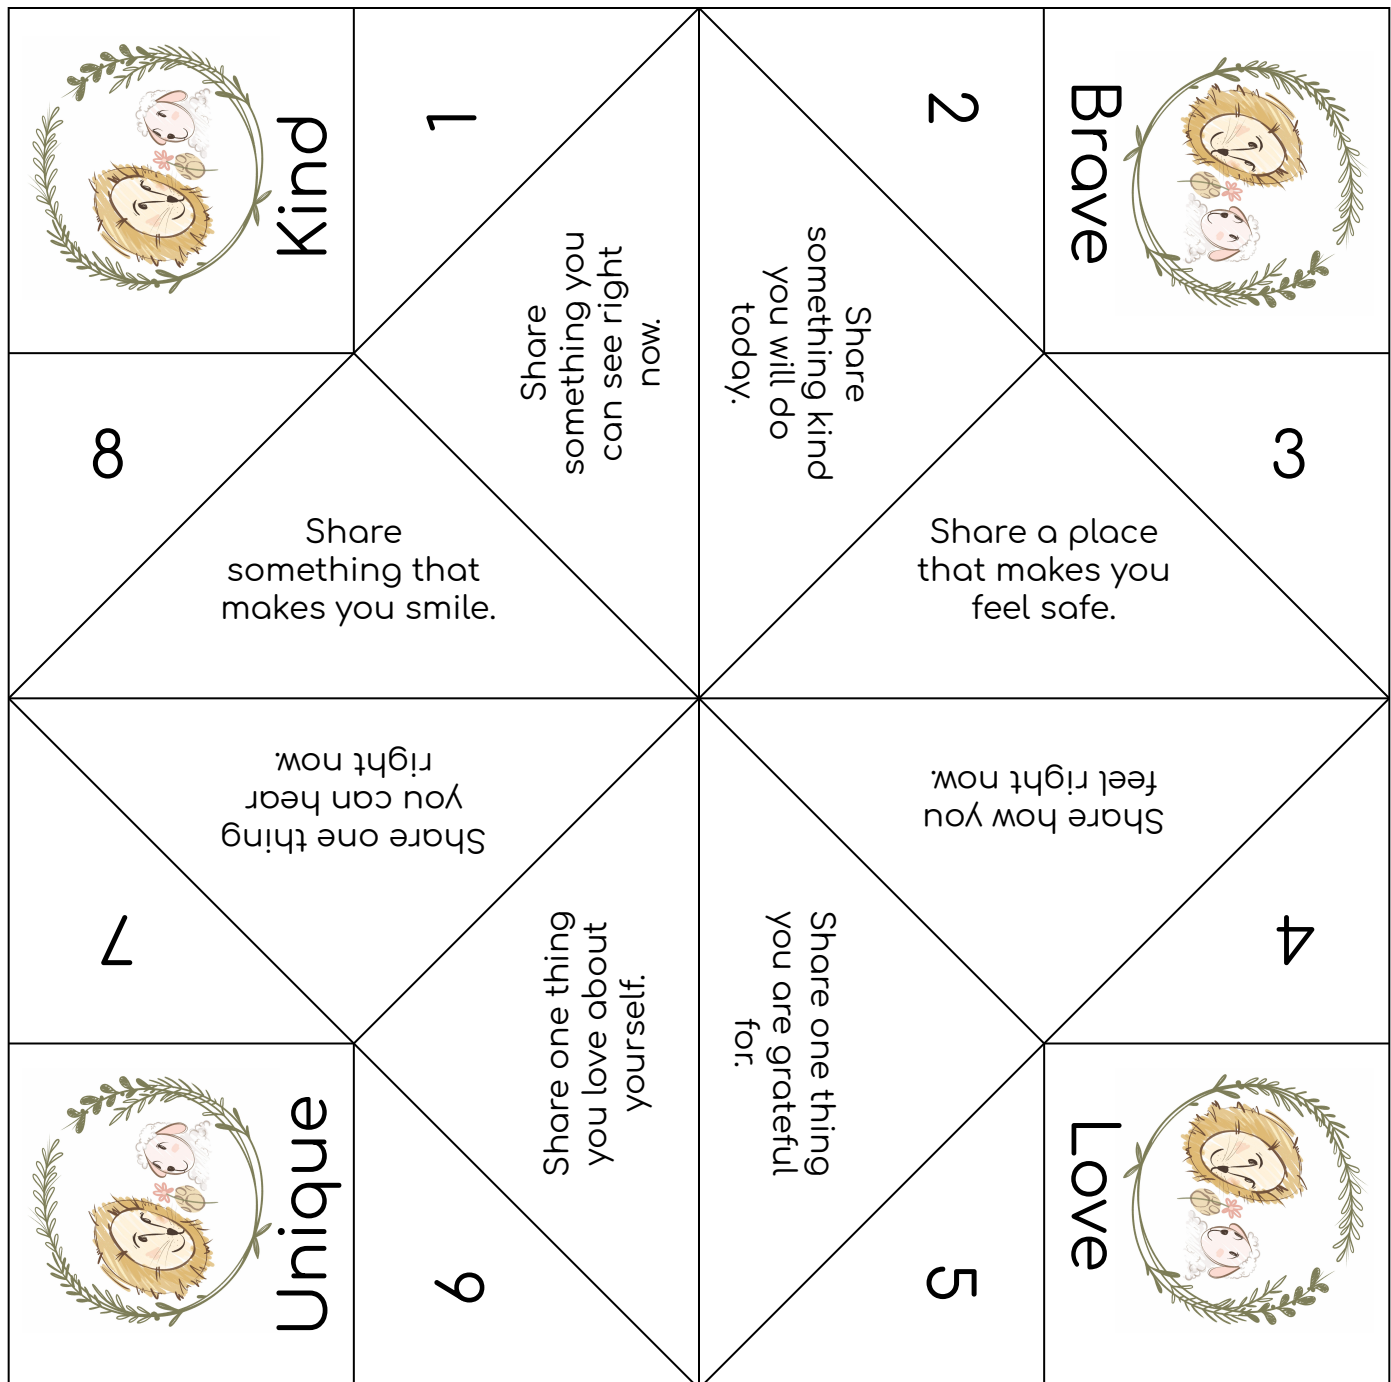 Kind
1
2
Brave
Share
something you
can see right
now.
Share
something kind
you will do
today.
8
3
Share
something that
makes you smile.
Share a place
that makes you
feel safe.
Share one thing
you can hear
right now.
Share how you
feel right now.
7
4
Share one thing
you love about
yourself.
Share one thing
you are grateful
for.
Unique
6
5
Love